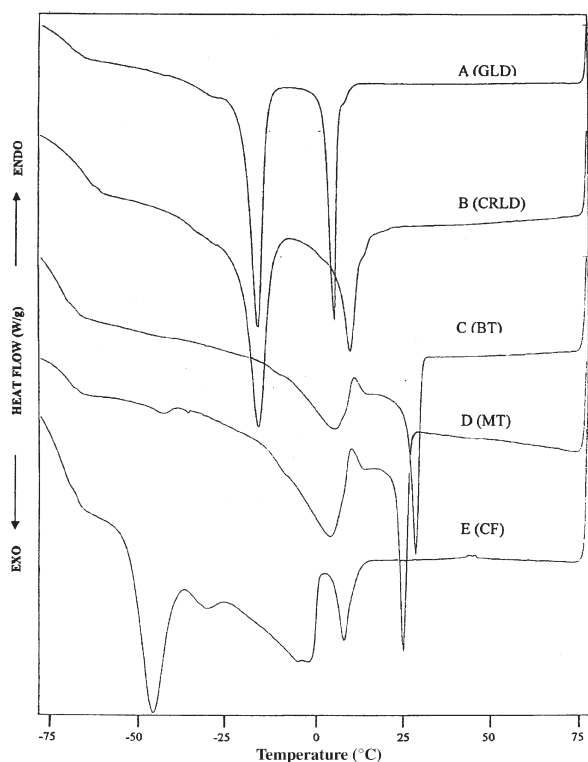 A (GLD)
B (CRLD)
C (BT)
D (MT)
E (CF)
EXO HEAT FLOW (W/g) ENDO
-75 -50 -25 0 25 50 75
Temperature (°C)